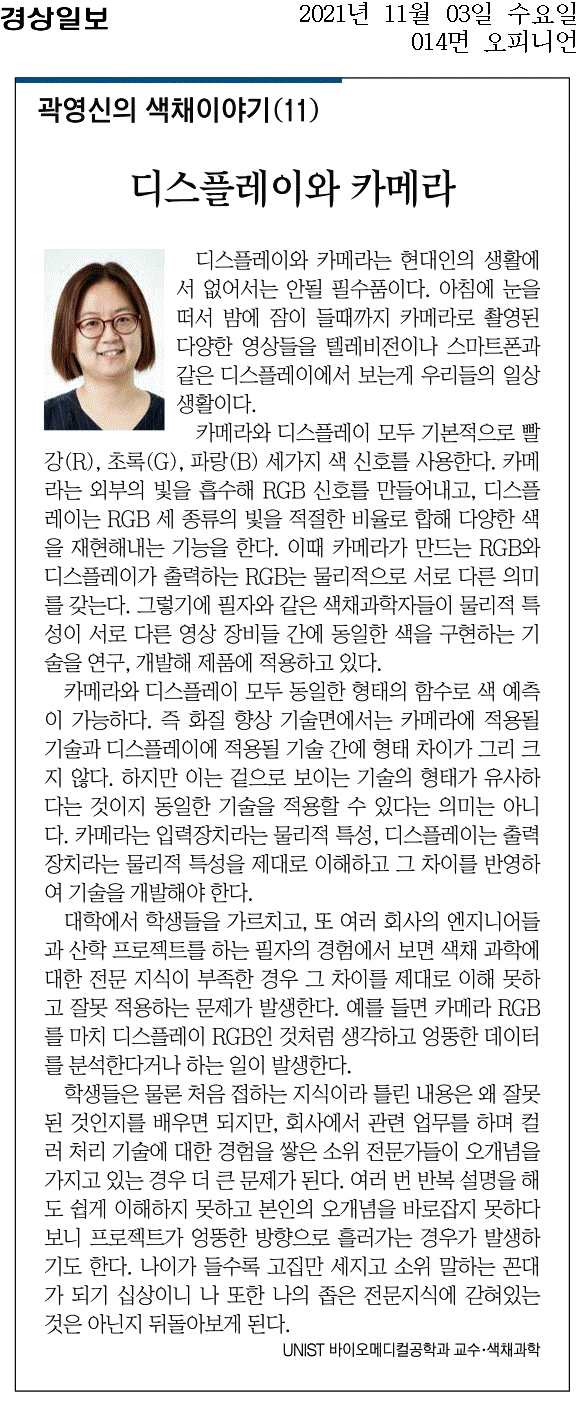 경상일보
2021년 11월 03일 수요일
014면 오피니언
곽영신의 색채이야기(11)
디스플레이와 카메라
디스플레이와 카메라는 현대인의 생활에
서 없어서는 안될 필수품이다. 아침에 눈을
떠서 밤에 잠이 들때까지 카메라로 촬영된
다양한 영상들을 텔레비전이나 스마트폰과
같은 디스플레이에서 보는게 우리들의 일상
생활이다.
카메라와 디스플레이 모두 기본적으로 빨
강(R), 초록(G), 파랑(B) 세가지 색 신호를 사용한다. 카메
라는 외부의 빛을 흡수해 RGB 신호를 만들어내고, 디스플
레이는 RGB 세 종류의 빛을 적절한 비율로 합해 다양한 색
을 재현해내는 기능을 한다. 이때 카메라가 만드는 RGB와
디스플레이가 출력하는 RGB는 물리적으로 서로 다른 의미
를 갖는다. 그렇기에 필자와 같은 색채과학자들이 물리적 특
성이 서로 다른 영상 장비들 간에 동일한 색을 구현하는 기
술을 연구, 개발해 제품에 적용하고 있다.
카메라와 디스플레이 모두 동일한 형태의 함수로 색 예측
이 가능하다. 즉 화질 향상 기술면에서는 카메라에 적용될
기술과 디스플레이에 적용될 기술 간에 형태 차이가 그리 크
지 않다. 하지만 이는 겉으로 보이는 기술의 형태가 유사하
다는 것이지 동일한 기술을 적용할 수 있다는 의미는 아니
다. 카메라는 입력장치라는 물리적 특성, 디스플레이는 출력
장치라는 물리적 특성을 제대로 이해하고 그 차이를 반영하
여 기술을 개발해야 한다.
대학에서 학생들을 가르치고, 또 여러 회사의 엔지니어들
과 산학 프로젝트를 하는 필자의 경험에서 보면 색채 과학에
대한 전문 지식이 부족한 경우 그 차이를 제대로 이해 못하
고 잘못 적용하는 문제가 발생한다. 예를 들면 카메라 RGB
를 마치 디스플레이 RGB인 것처럼 생각하고 엉뚱한 데이터
를 분석한다거나 하는 일이 발생한다.
학생들은 물론 처음 접하는 지식이라 틀린 내용은 왜 잘못
된 것인지를 배우면 되지만, 회사에서 관련 업무를 하며 컬
러 처리 기술에 대한 경험을 쌓은 소위 전문가들이 오개념을
가지고 있는 경우 더 큰 문제가 된다. 여러 번 반복 설명을 해
도 쉽게 이해하지 못하고 본인의 오개념을 바로잡지 못하다
보니 프로젝트가 엉뚱한 방향으로 흘러가는 경우가 발생하
기도 한다. 나이가 들수록 고집만 세지고 소위 말하는 꼰대
가 되기 십상이니 나 또한 나의 좁은 전문지식에 갇혀있는
것은 아닌지 뒤돌아보게 된다.
UNIST 바이오메디컬공학과 교수·색채과학